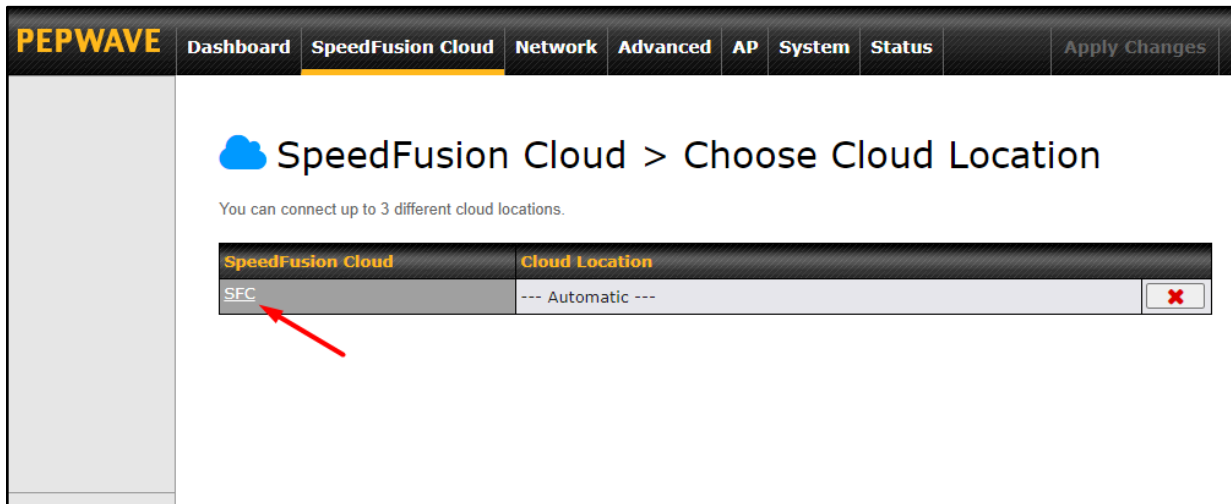 PEPWAVE Dashboard SpeedFusion Cloud Network Advanced AP System Status Apply Changes
SpeedFusion Cloud > Choose Cloud Location
You can connect up to 3 different cloud locations.
SpeedFusion Cloud Cloud Location
SFC --- Automatic ---